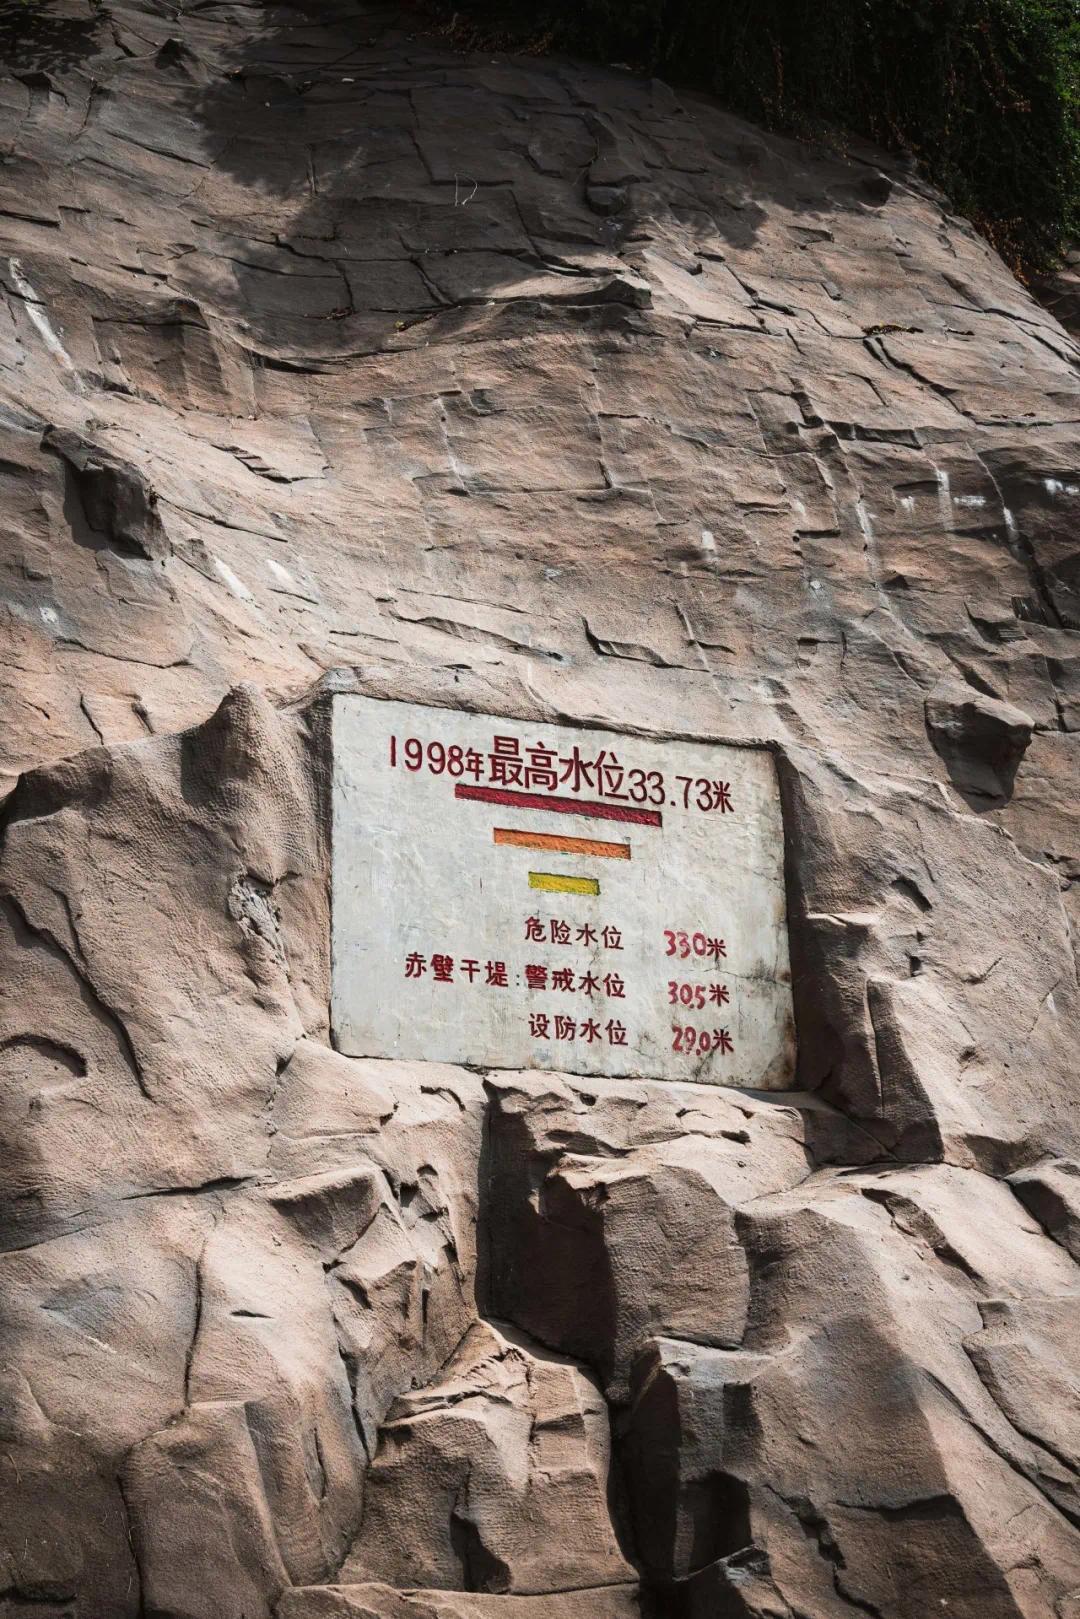 1998年最高水位33.73米
危险水位 33.0米
赤壁干堤:警戒水位 30.5米
设防水位 29.0米